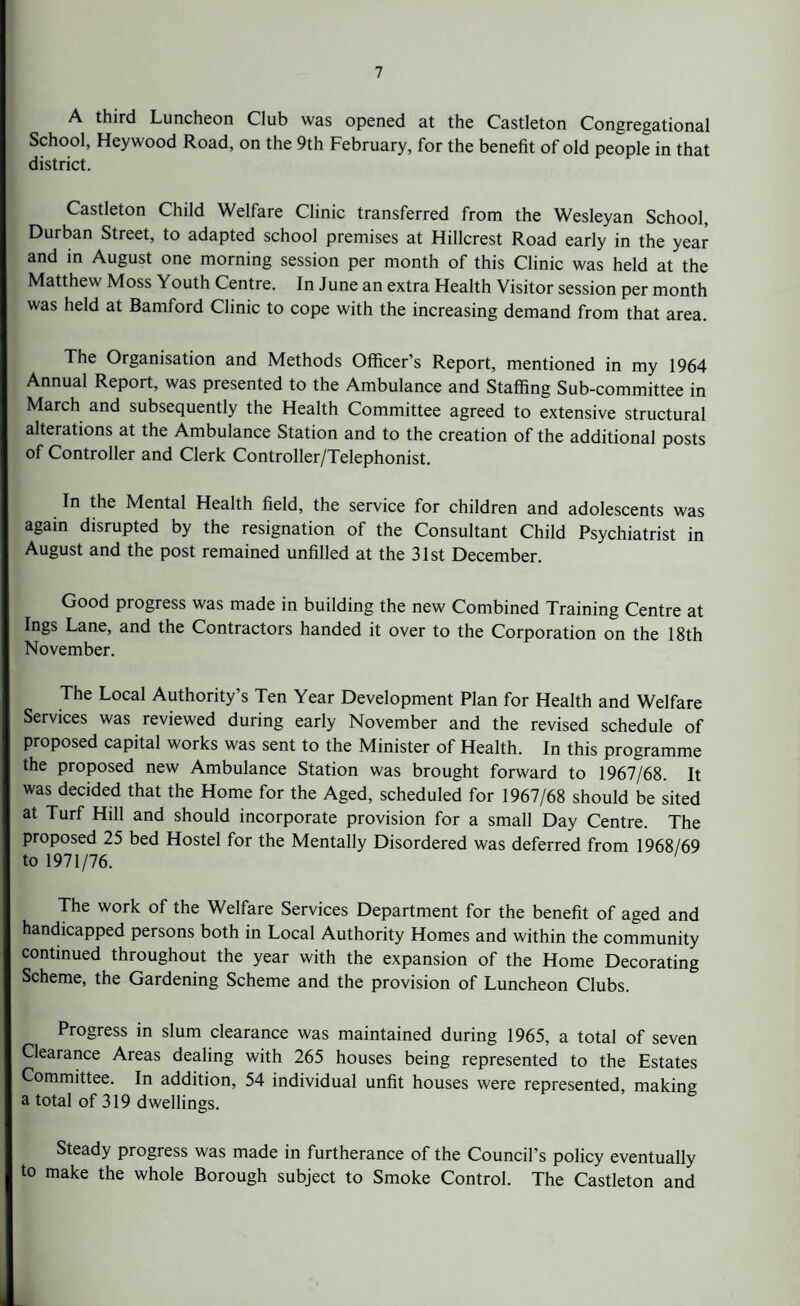 7
A third Luncheon Club was opened at the Castleton Congregational
School, Heywood Road, on the 9th February, for the benefit of old people in that
district.
Castleton Child Welfare Clinic transferred from the Wesleyan School,
Durban Street, to adapted school premises at Hillcrest Road early in the year
and in August one morning session per month of this Clinic was held at the
Matthew Moss Youth Centre. In June an extra Health Visitor session per month
was held at Bamford Clinic to cope with the increasing demand from that area.
The Organisation and Methods Officer's Report, mentioned in my 1964
Annual Report, was presented to the Ambulance and Staffing Sub-committee in
March and subsequently the Health Committee agreed to extensive structural
alterations at the Ambulance Station and to the creation of the additional posts
of Controller and Clerk Controller/Telephonist.
In the Mental Health field, the service for children and adolescents was
again disrupted by the resignation of the Consultant Child Psychiatrist in
August and the post remained unfilled at the 31st December.
Good progress was made in building the new Combined Training Centre at
Ings Lane, and the Contractors handed it over to the Corporation on the 18th
November.
The Local Authority's Ten Year Development Plan for Health and Welfare
Services was reviewed during early November and the revised schedule of
proposed capital works was sent to the Minister of Health. In this programme
the proposed new Ambulance Station was brought forward to 1967/68. It
was decided that the Home for the Aged, scheduled for 1967/68 should be sited
at Turf Hill and should incorporate provision for a small Day Centre. The
proposed 25 bed Hostel for the Mentally Disordered was deferred from 1968/69
to 1971/76.
The work of the Welfare Services Department for the benefit of aged and
handicapped persons both in Local Authority Homes and within the community
continued throughout the year with the expansion of the Home Decorating
Scheme, the Gardening Scheme and the provision of Luncheon Clubs.
Progress in slum clearance was maintained during 1965, a total of seven
Clearance Areas dealing with 265 houses being represented to the Estates
Committee. In addition, 54 individual unfit houses were represented, making
a total of 319 dwellings.
Steady progress was made in furtherance of the Council's policy eventually
to make the whole Borough subject to Smoke Control. The Castleton and